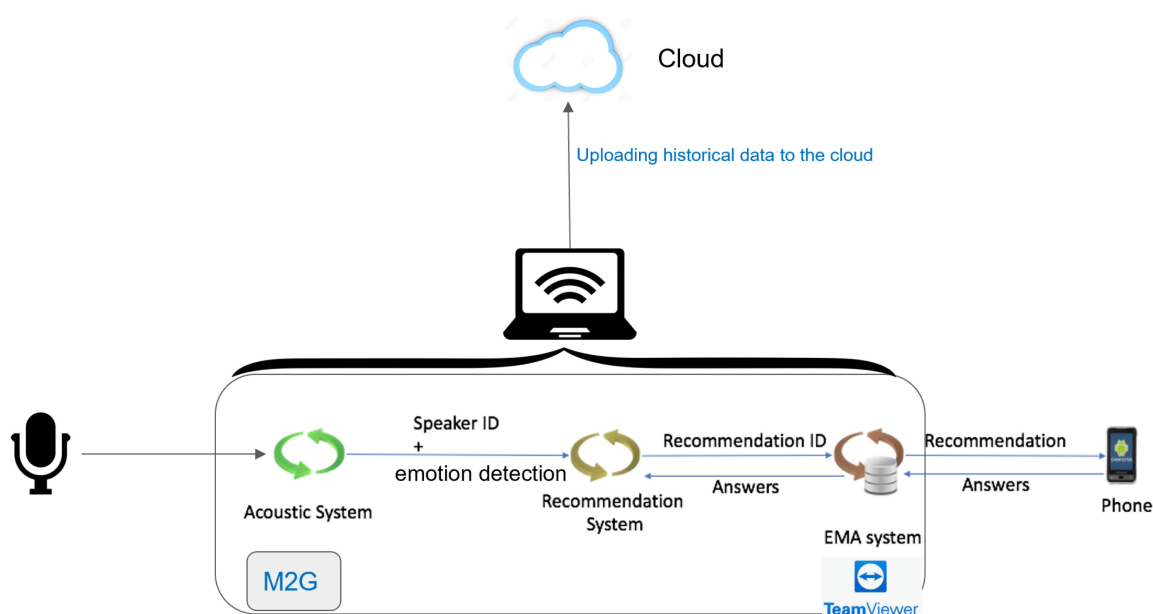 Cloud
Uploading historical data to the cloud
Speaker ID
+
emotion detection
Recommendation ID
Answers
Recommendation
Answers
Acoustic System
Recommendation
System
Phone
EMA system
M2G
TeamViewer